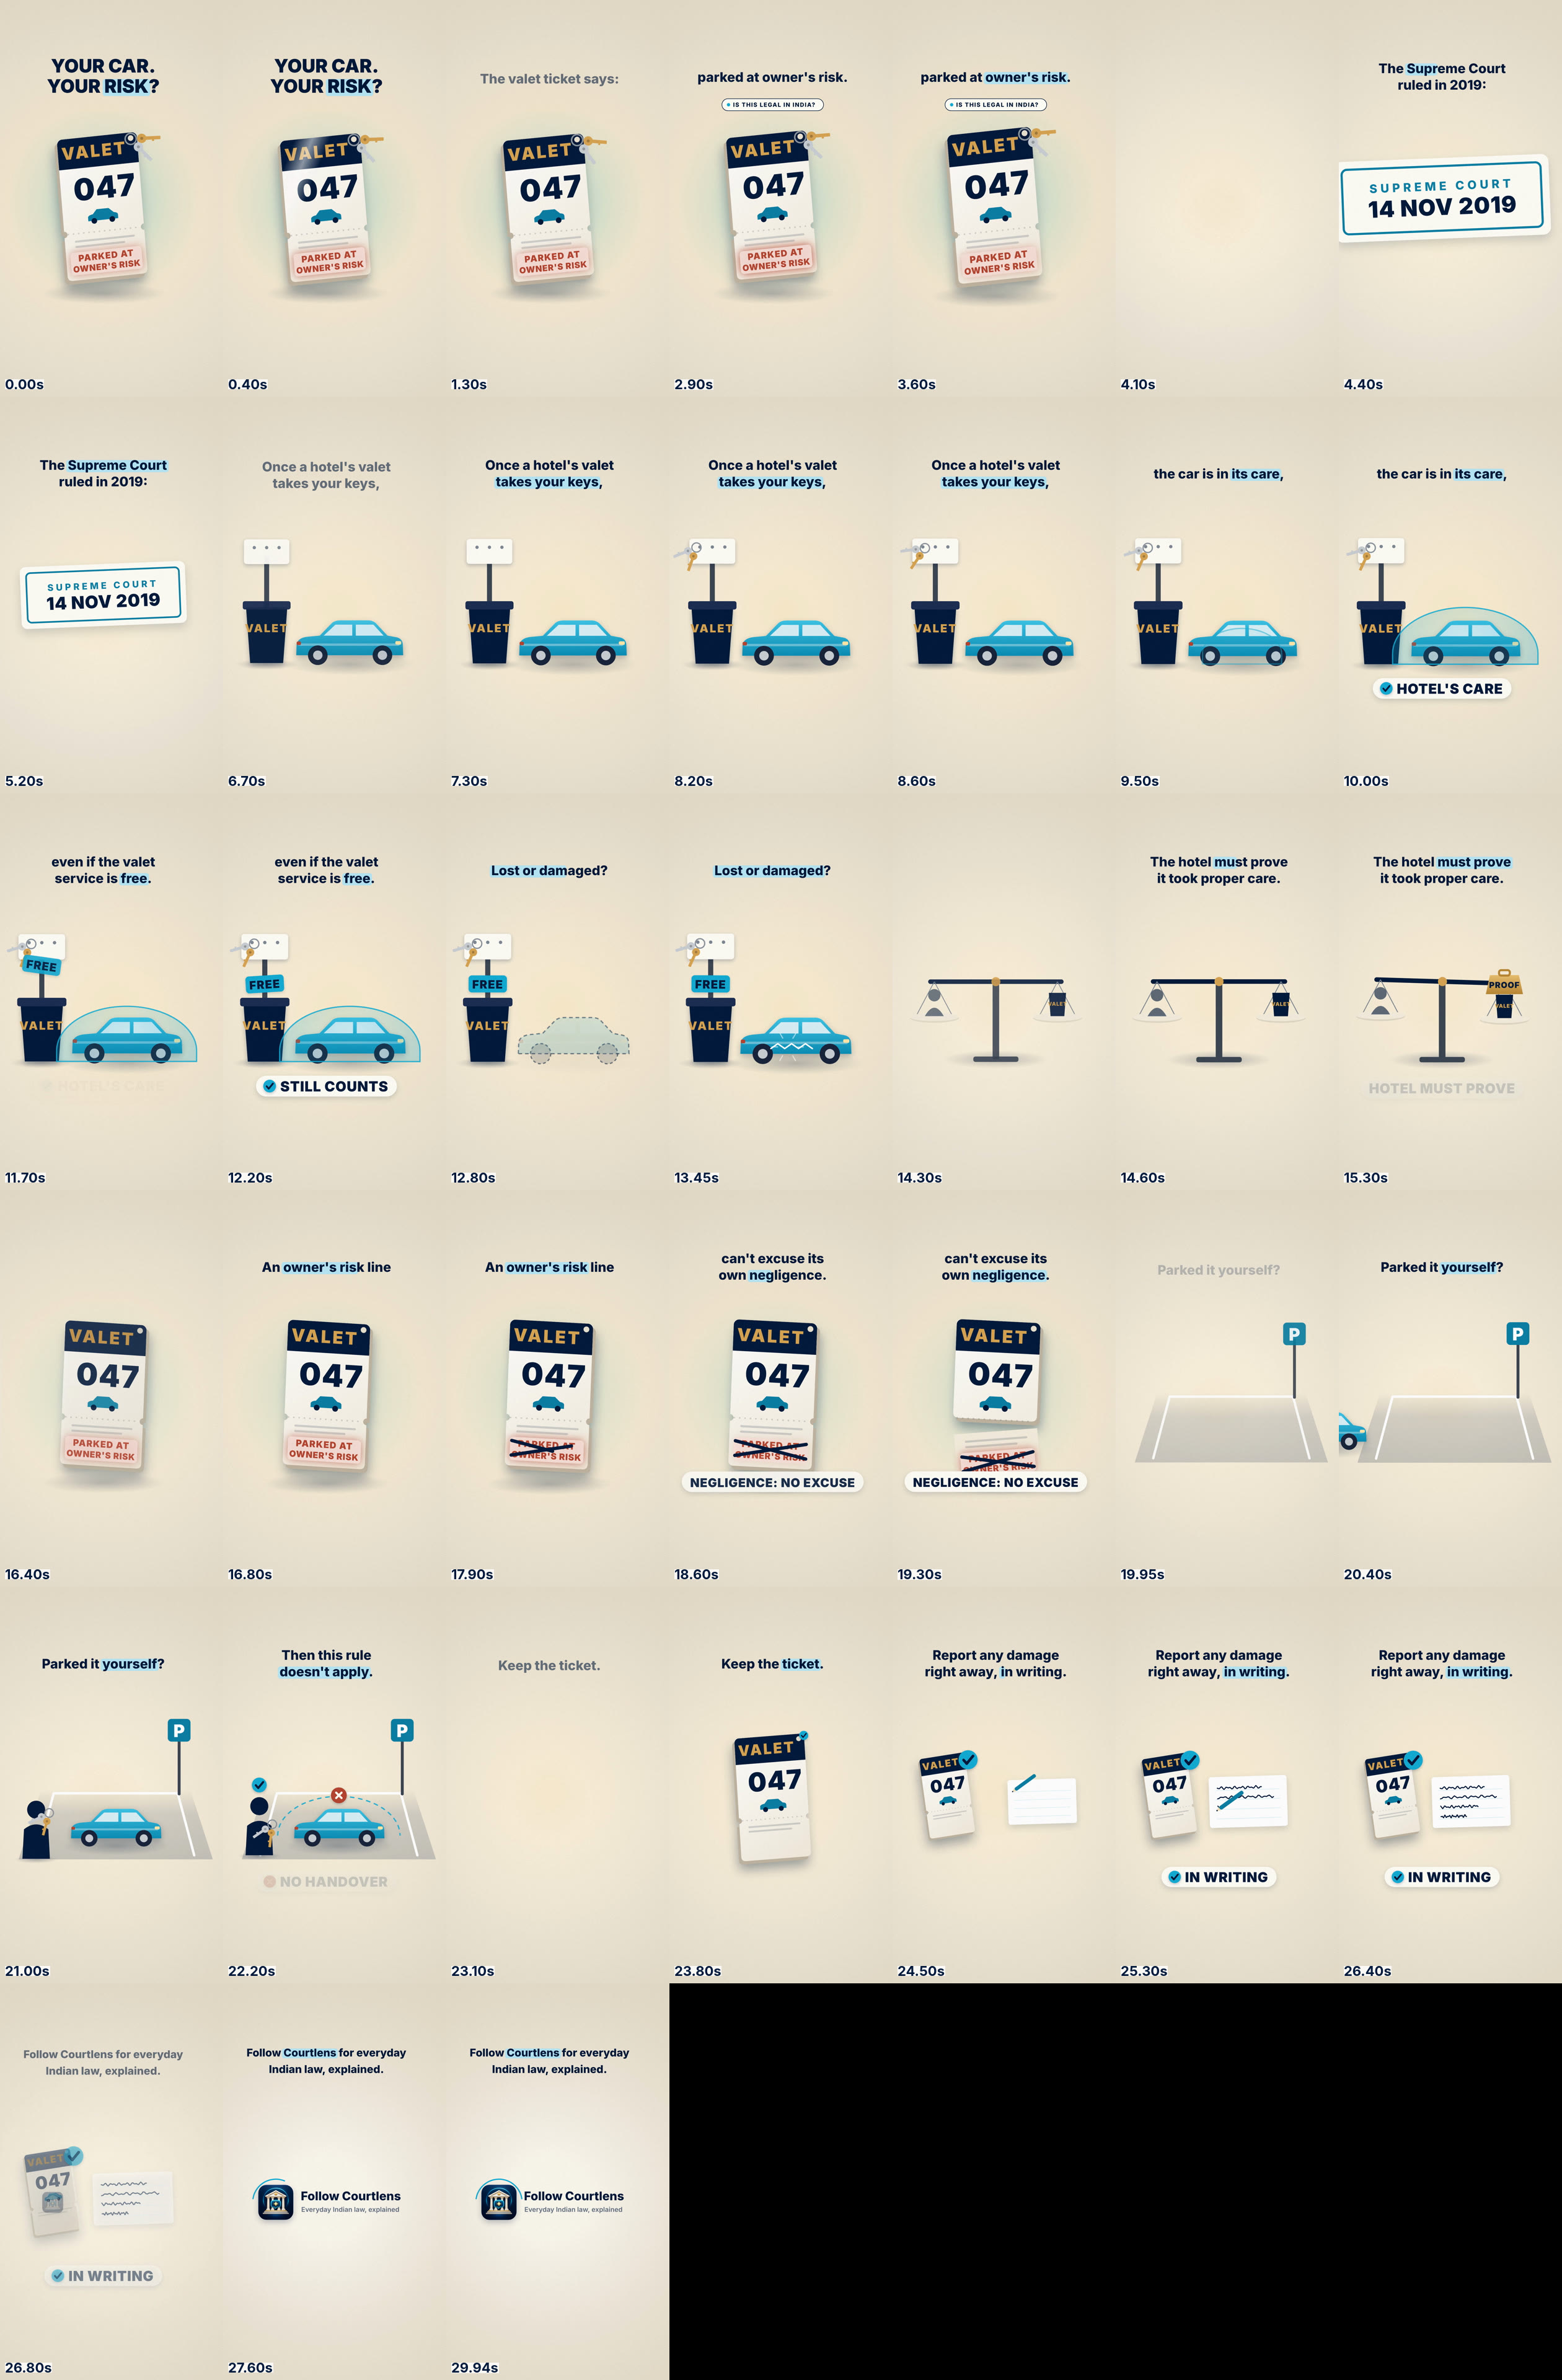 YOUR CAR.
YOUR RISK?
VALET
047
PARKED AT
OWNER'S RISK
0.00s
YOUR CAR.
YOUR RISK?
VALET
047
PARKED AT
OWNER'S RISK
0.40s
The valet ticket says:
VALET
047
PARKED AT
OWNER'S RISK
1.30s
parked at owner's risk.
IS THIS LEGAL IN INDIA?
VALET
047
PARKED AT
OWNER'S RISK
2.90s
parked at owner's risk.
IS THIS LEGAL IN INDIA?
VALET
047
PARKED AT
OWNER'S RISK
3.60s
4.10s
The Supreme Court
ruled in 2019:
SUPREME COURT
14 NOV 2019
4.40s
The Supreme Court
ruled in 2019:
SUPREME COURT
14 NOV 2019
5.20s
Once a hotel's valet
takes your keys,
VALET
6.70s
Once a hotel's valet
takes your keys,
VALET
7.30s
Once a hotel's valet
takes your keys,
VALET
8.20s
Once a hotel's valet
takes your keys,
VALET
8.60s
the car is in its care,
VALET
9.50s
the car is in its care,
VALET
HOTEL'S CARE
10.00s
even if the valet
service is free.
FREE
VALET
HOTEL'S CARE
11.70s
even if the valet
service is free.
FREE
VALET
STILL COUNTS
12.20s
Lost or damaged?
FREE
VALET
12.80s
Lost or damaged?
FREE
VALET
13.45s
VALET
14.30s
The hotel must prove
it took proper care.
VALET
14.60s
The hotel must prove
it took proper care.
PROOF
VALET
HOTEL MUST PROVE
15.30s
VALET
047
PARKED AT
OWNER'S RISK
16.40s
An owner's risk line
VALET
047
PARKED AT
OWNER'S RISK
16.80s
An owner's risk line
VALET
047
PARKED AT
OWNER'S RISK
17.90s
can't excuse its
own negligence.
VALET
047
PARKED AT
OWNER'S RISK
NEGLIGENCE: NO EXCUSE
18.60s
can't excuse its
own negligence.
VALET
047
PARKED AT
OWNER'S RISK
NEGLIGENCE: NO EXCUSE
19.30s
Parked it yourself?
P
19.95s
Parked it yourself?
P
20.40s
Parked it yourself?
P
21.00s
Then this rule
doesn't apply.
P
NO HANDOVER
22.20s
Keep the ticket.
23.10s
Keep the ticket.
VALET
047
23.80s
Report any damage
right away, in writing.
VALET
047
24.50s
Report any damage
right away, in writing.
VALET
047
IN WRITING
25.30s
Report any damage
right away, in writing.
VALET
047
IN WRITING
26.40s
Follow Courtlens for everyday
Indian law, explained.
VALET
047
IN WRITING
26.80s
Follow Courtlens for everyday
Indian law, explained.
Follow Courtlens
Everyday Indian law, explained
27.60s
Follow Courtlens for everyday
Indian law, explained.
Follow Courtlens
Everyday Indian law, explained
29.94s